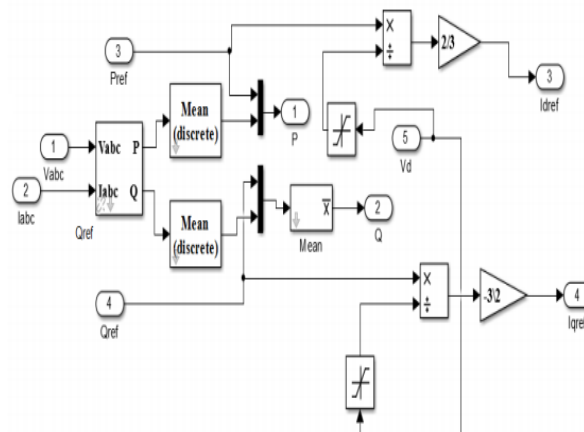 3
Pref
×
÷
2/3
3
Idref
Mean
(discrete)
1
P
5
Vd
1
Vabc
2
Iabc
Vabc P
Iabc Q
Qref
Mean
(discrete)
x
Mean
2
Q
4
Qref
×
÷
-3\2
4
Iqref